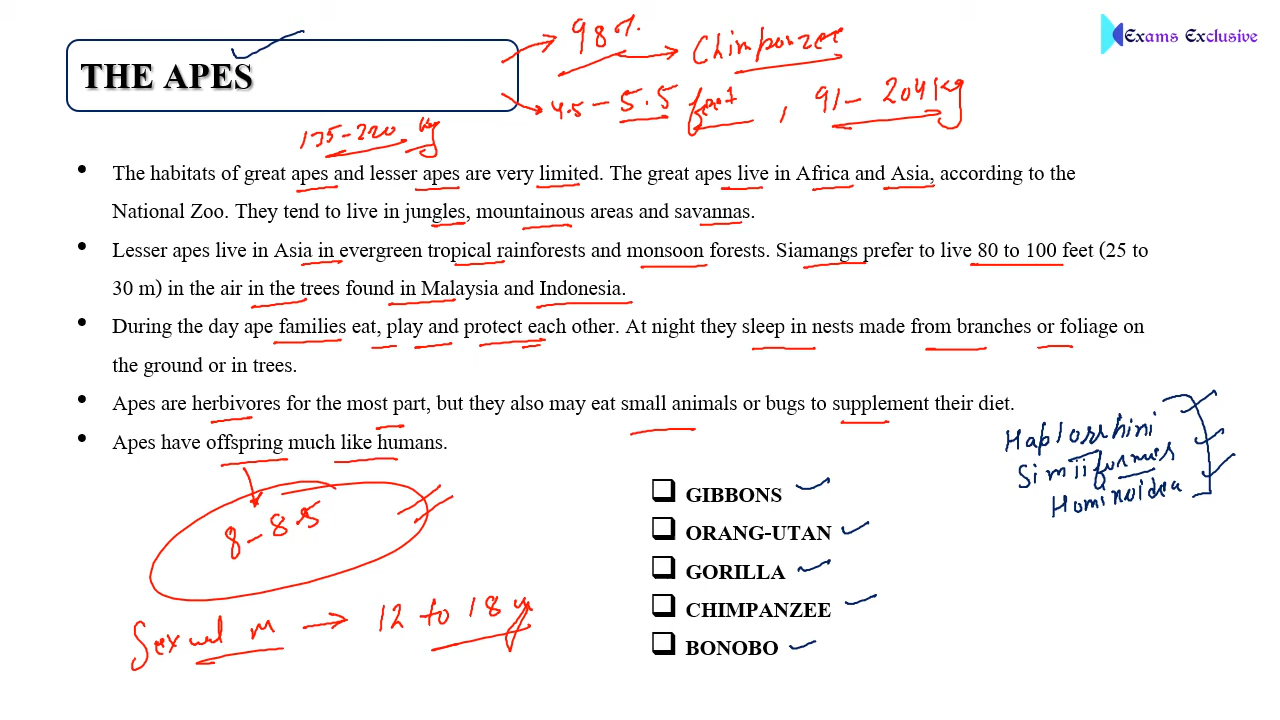 Exams Exclusive
THE APES
98%
Chimponzee
4.5 – 5.5 feet , 91 – 204 kg
135-220 kg
• The habitats of great apes and lesser apes are very limited. The great apes live in Africa and Asia, according to the
National Zoo. They tend to live in jungles, mountainous areas and savannas.
• Lesser apes live in Asia in evergreen tropical rainforests and monsoon forests. Siamangs prefer to live 80 to 100 feet (25 to
30 m) in the air in the trees found in Malaysia and Indonesia.
• During the day ape families eat, play and protect each other. At night they sleep in nests made from branches or foliage on
the ground or in trees.
• Apes are herbivores for the most part, but they also may eat small animals or bugs to supplement their diet.
• Apes have offspring much like humans.
Haplorrhini
Simiiformes
Hominoidea
8 – 8.5
Sexual m → 12 to 18 yr
❑ GIBBONS
❑ ORANG-UTAN
❑ GORILLA
❑ CHIMPANZEE
❑ BONOBO